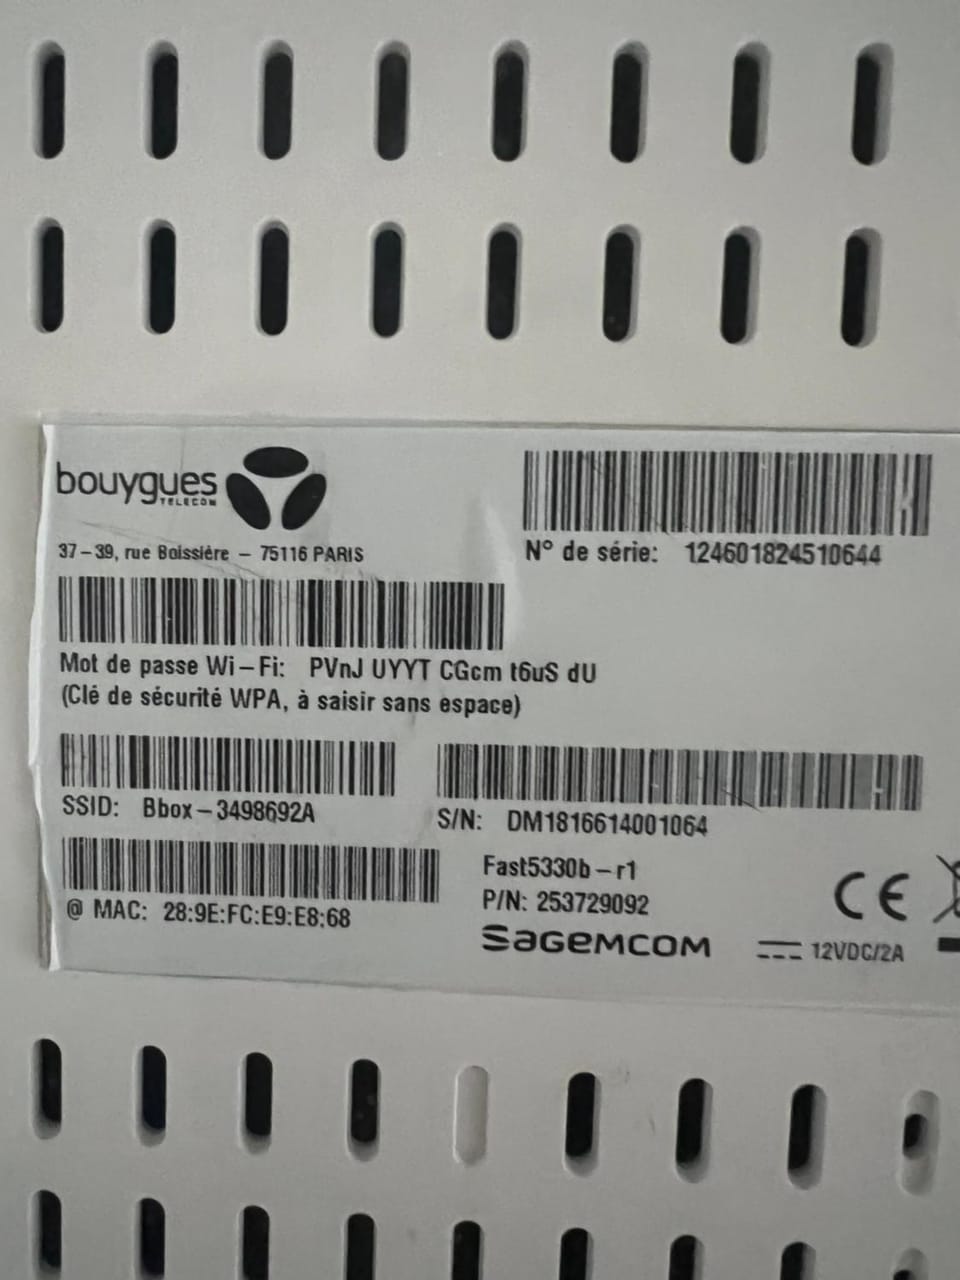 bouygues
TELECOM
37-39, rue Boissière - 75116 PARIS
N° de série: 124601824510644
Mot de passe Wi-Fi: PVnJ UYYT CGcm t6uS dU
(Clé de sécurité WPA, à saisir sans espace)
SSID: Bbox-3498692A
S/N: DM1816614001064
Fast5330b-r1
@ MAC: 28:9E:FC:E9:E8:68
P/N: 253729092
SAGEMCOM
CE
12VDC/2A